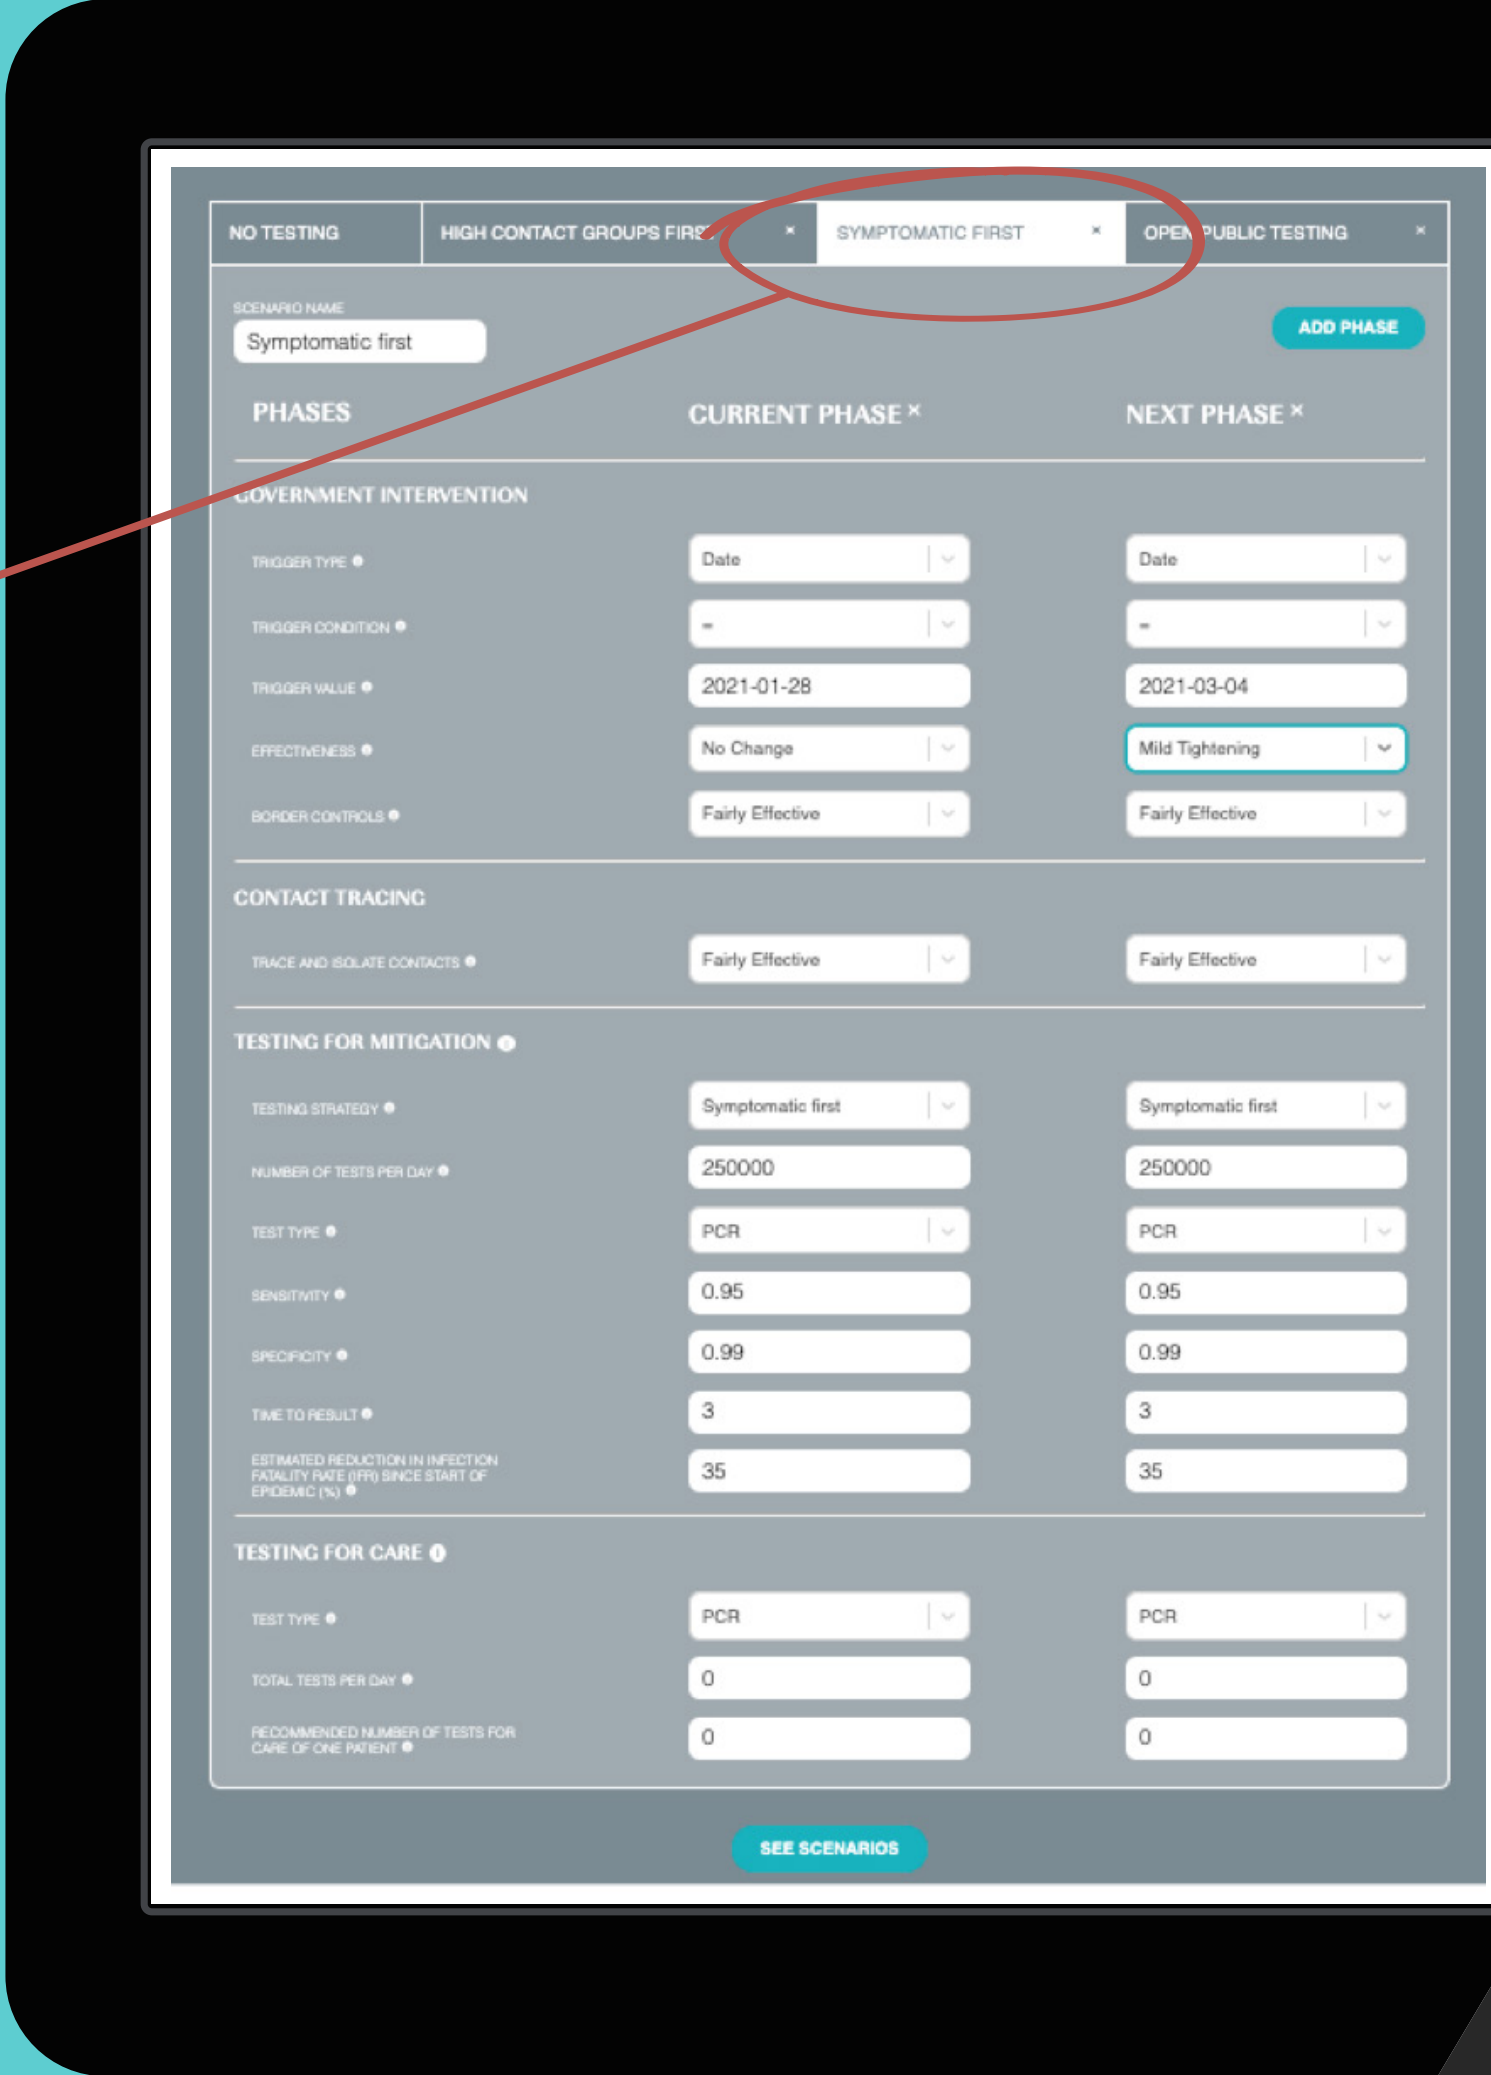 NO TESTING HIGH CONTACT GROUPS FIRST × SYMPTOMATIC FIRST × OPEN PUBLIC TESTING ×
SCENARIO NAME
Symptomatic first
ADD PHASE
PHASES CURRENT PHASE × NEXT PHASE ×
GOVERNMENT INTERVENTION
TRIGGER TYPE Date Date
TRIGGER CONDITION = =
TRIGGER VALUE 2021-01-28 2021-03-04
EFFECTIVENESS No Change Mild Tightening
BORDER CONTROLS Fairly Effective Fairly Effective
CONTACT TRACING
TRACE AND ISOLATE CONTACTS Fairly Effective Fairly Effective
TESTING FOR MITIGATION
TESTING STRATEGY Symptomatic first Symptomatic first
NUMBER OF TESTS PER DAY 250000 250000
TEST TYPE PCR PCR
SENSITIVITY 0.95 0.95
SPECIFICITY 0.99 0.99
TIME TO RESULT 3 3
ESTIMATED REDUCTION IN INFECTION
FATALITY RATE (IFR) SINCE START OF
EPIDEMIC (%) 35 35
TESTING FOR CARE
TEST TYPE PCR PCR
TOTAL TESTS PER DAY 0 0
RECOMMENDED NUMBER OF TESTS FOR
CARE OF ONE PATIENT 0 0
SEE SCENARIOS